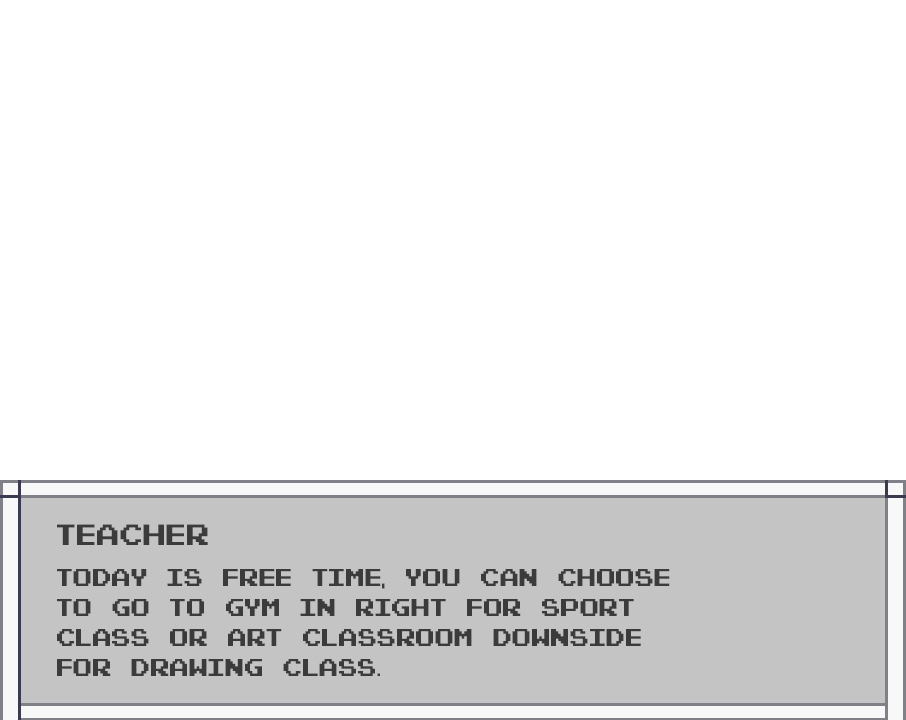 TEACHER
TODAY IS FREE TIME, YOU CAN CHOOSE
TO GO TO GYM IN RIGHT FOR SPORT
CLASS OR ART CLASSROOM DOWNSIDE
FOR DRAWING CLASS.